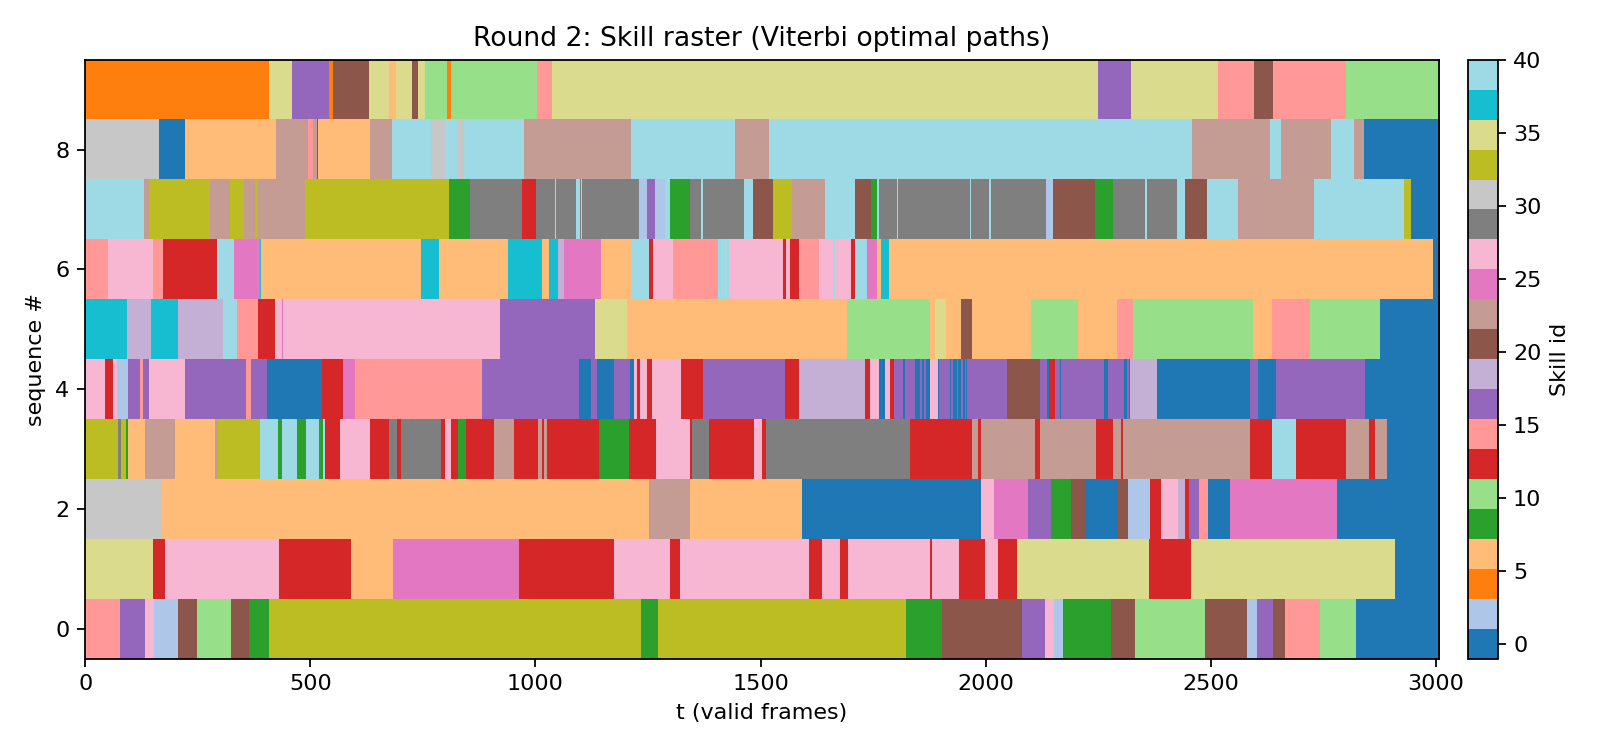 Round 2: Skill raster (Viterbi optimal paths)
sequence #
8
6
4
2
0
0 500 1000 1500 2000 2500 3000
t (valid frames)
40
35
30
25
20
15
10
5
0
Skill id